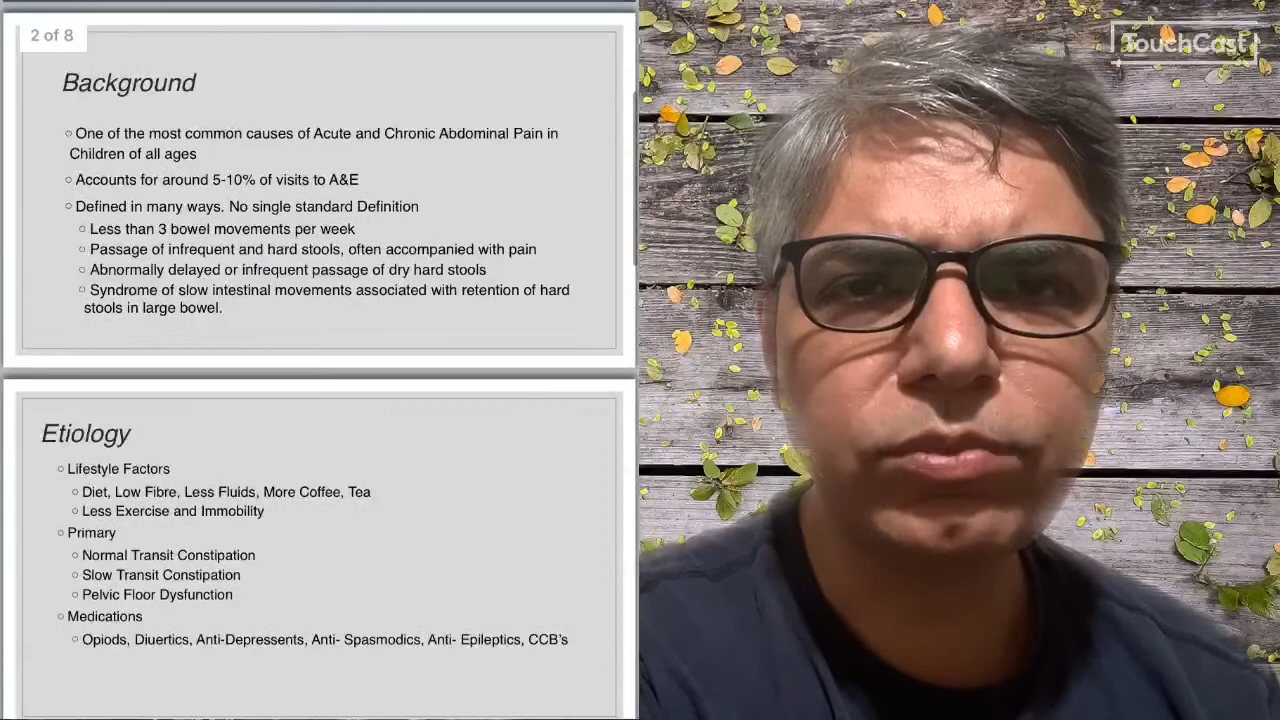 2 of 8
Background
One of the most common causes of Acute and Chronic Abdominal Pain in
Children of all ages
Accounts for around 5-10% of visits to A&E
Defined in many ways. No single standard Definition
Less than 3 bowel movements per week
Passage of infrequent and hard stools, often accompanied with pain
Abnormally delayed or infrequent passage of dry hard stools
Syndrome of slow intestinal movements associated with retention of hard
stools in large bowel.
Etiology
Lifestyle Factors
Diet, Low Fibre, Less Fluids, More Coffee, Tea
Less Exercise and Immobility
Primary
Normal Transit Constipation
Slow Transit Constipation
Pelvic Floor Dysfunction
Medications
Opiods, Diuertics, Anti-Depressents, Anti- Spasmodics, Anti- Epileptics, CCB's
TouchCast